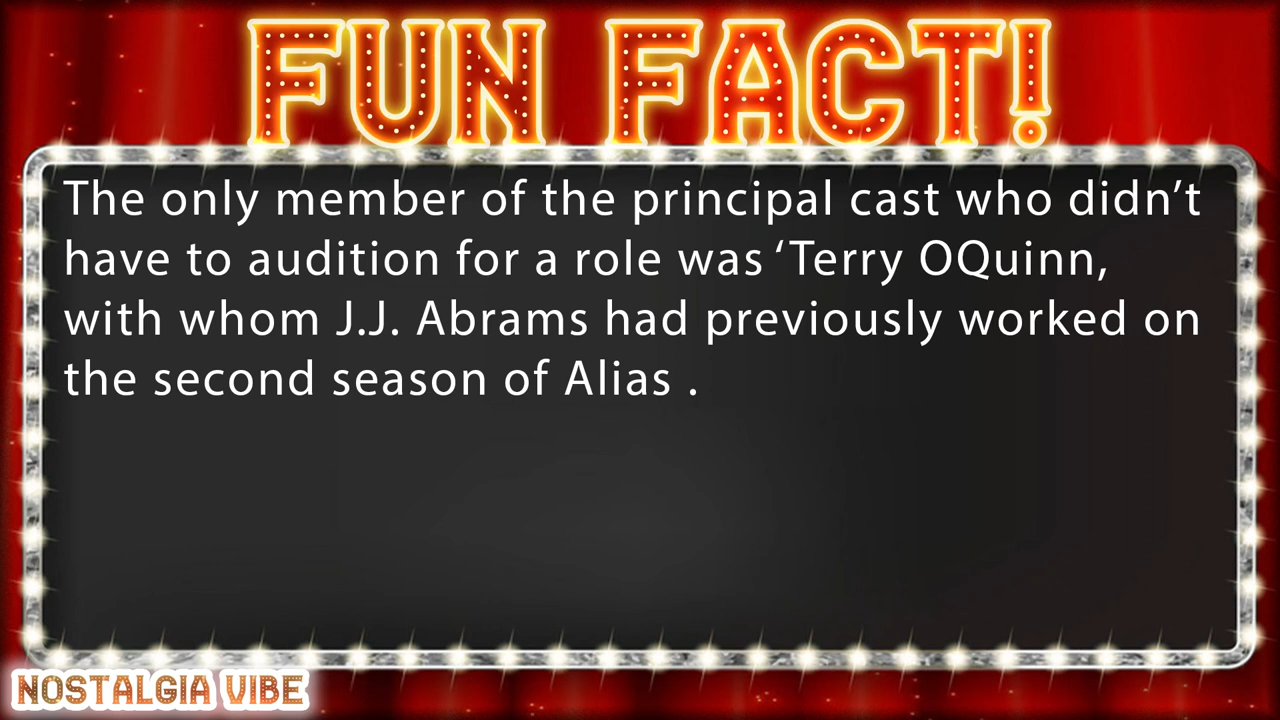 FUN FACT!
The only member of the principal cast who didn’t
have to audition for a role was ‘Terry OQuinn,
with whom J.J. Abrams had previously worked on
the second season of Alias .
NOSTALGIA VIBE